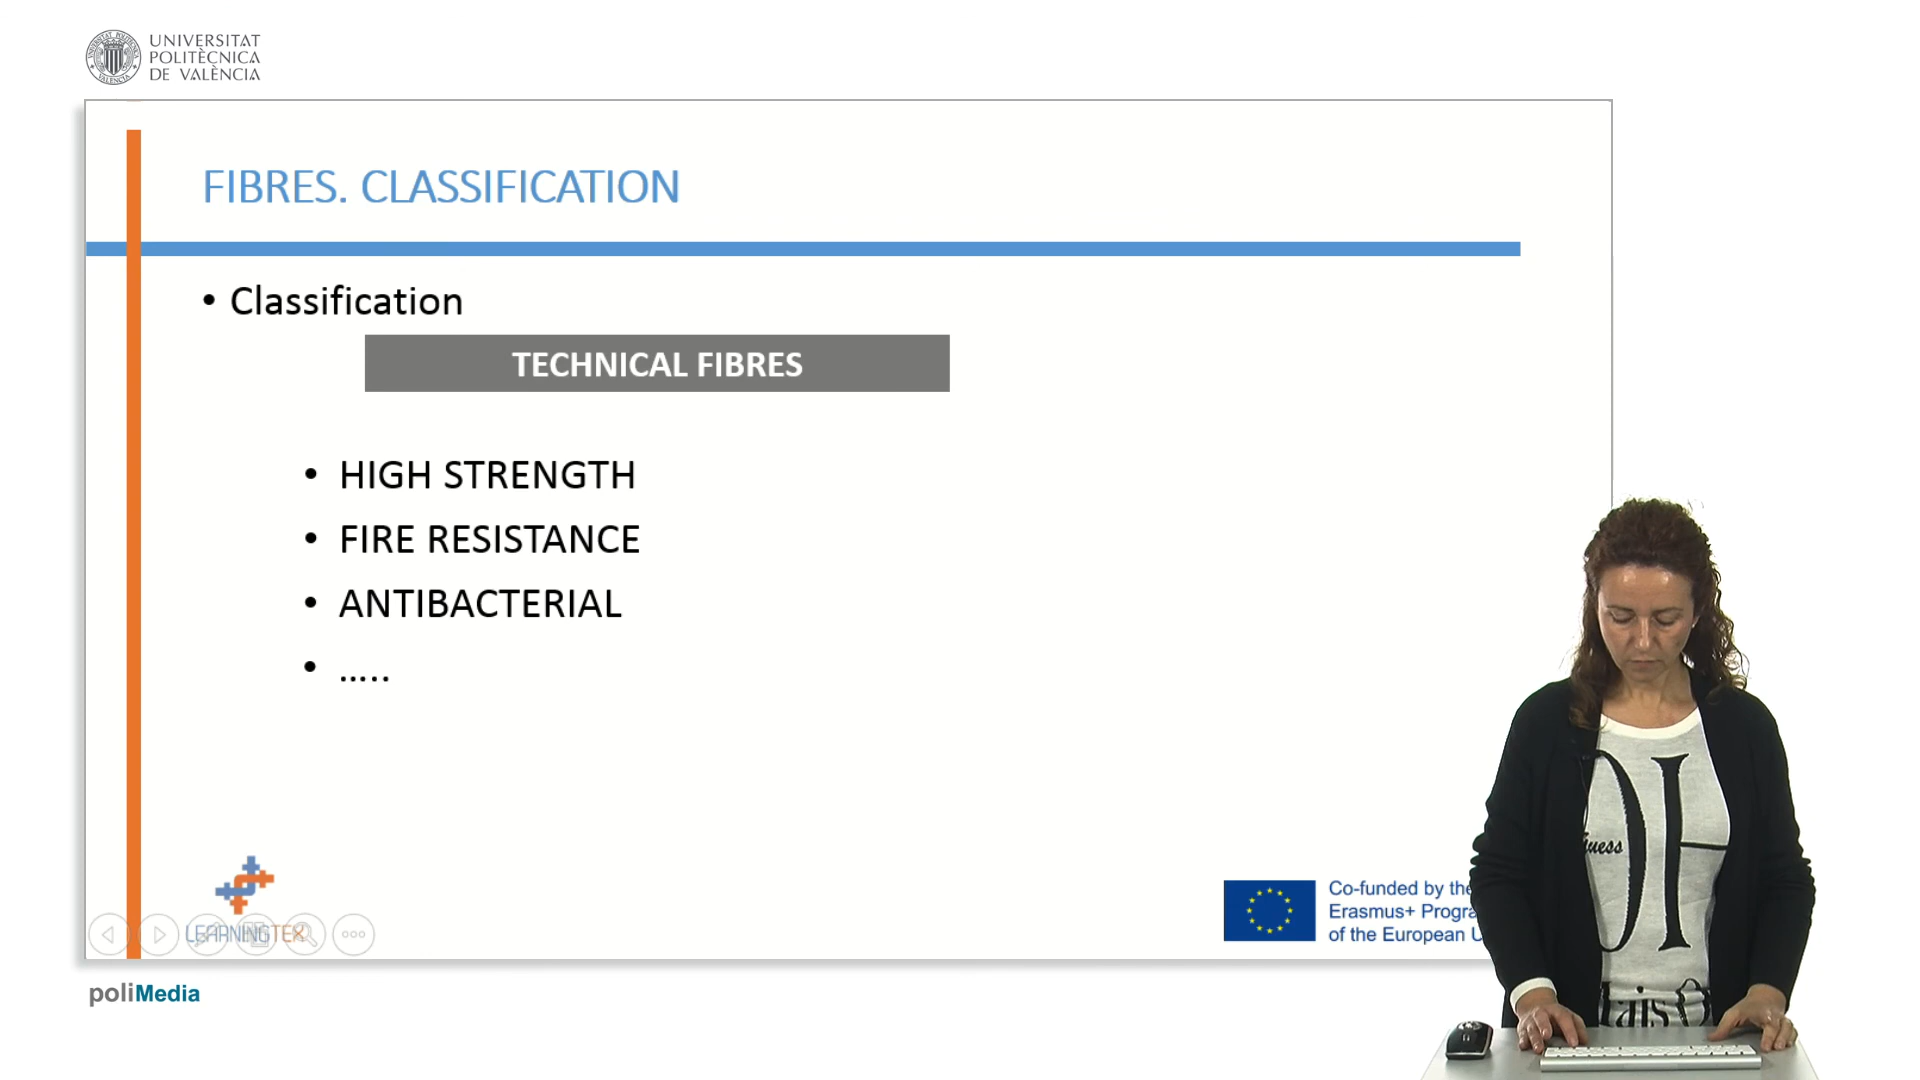 UNIVERSITAT
POLITÈCNICA
DE VALÈNCIA
FIBRES. CLASSIFICATION
• Classification
TECHNICAL FIBRES
• HIGH STRENGTH
• FIRE RESISTANCE
• ANTIBACTERIAL
• .....
LEARNINGTEX
Co-funded by the
Erasmus+ Progra
of the European U
poliMedia